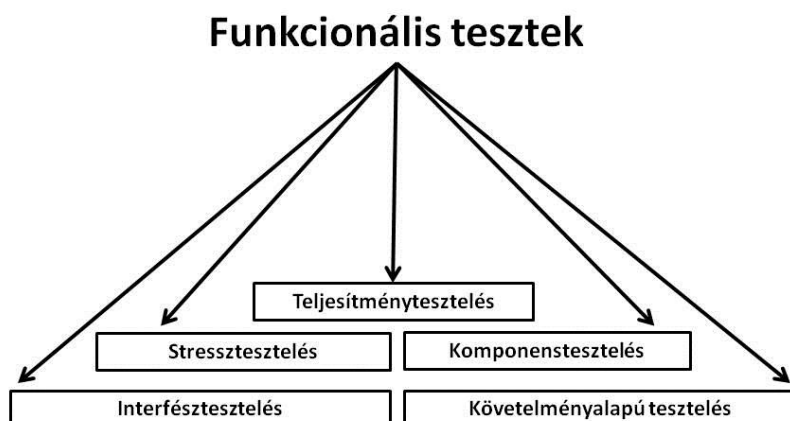 Funkcionális tesztek
Teljesítménytesztelés
Stressztesztelés
Komponenstesztelés
Interfésztesztelés
Követelményalapú tesztelés